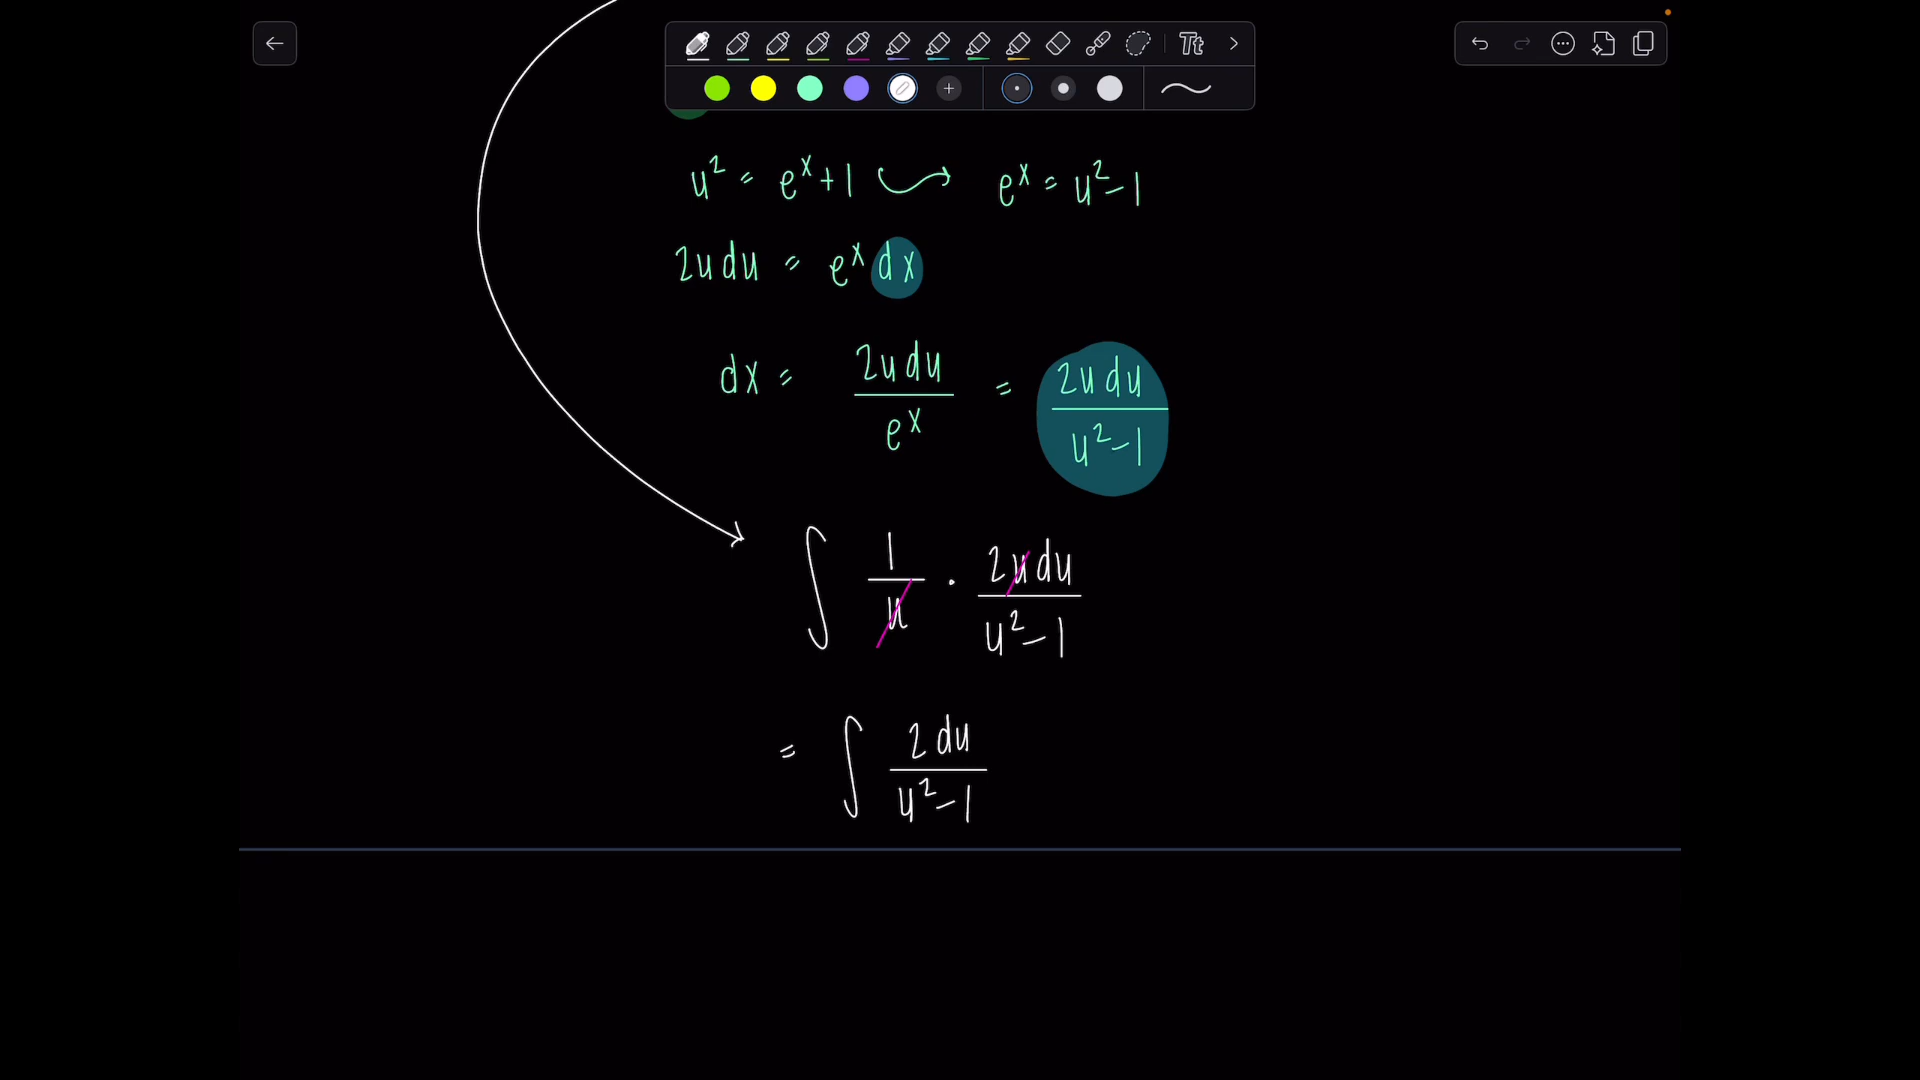 Tt
u² = eˣ + 1 ⤳ eˣ = u² - 1
2u du = eˣ dx
dx = 2u du / eˣ = 2u du / (u² - 1)
∫ 1/u · 2u du / (u² - 1)
= ∫ 2 du / (u² - 1)